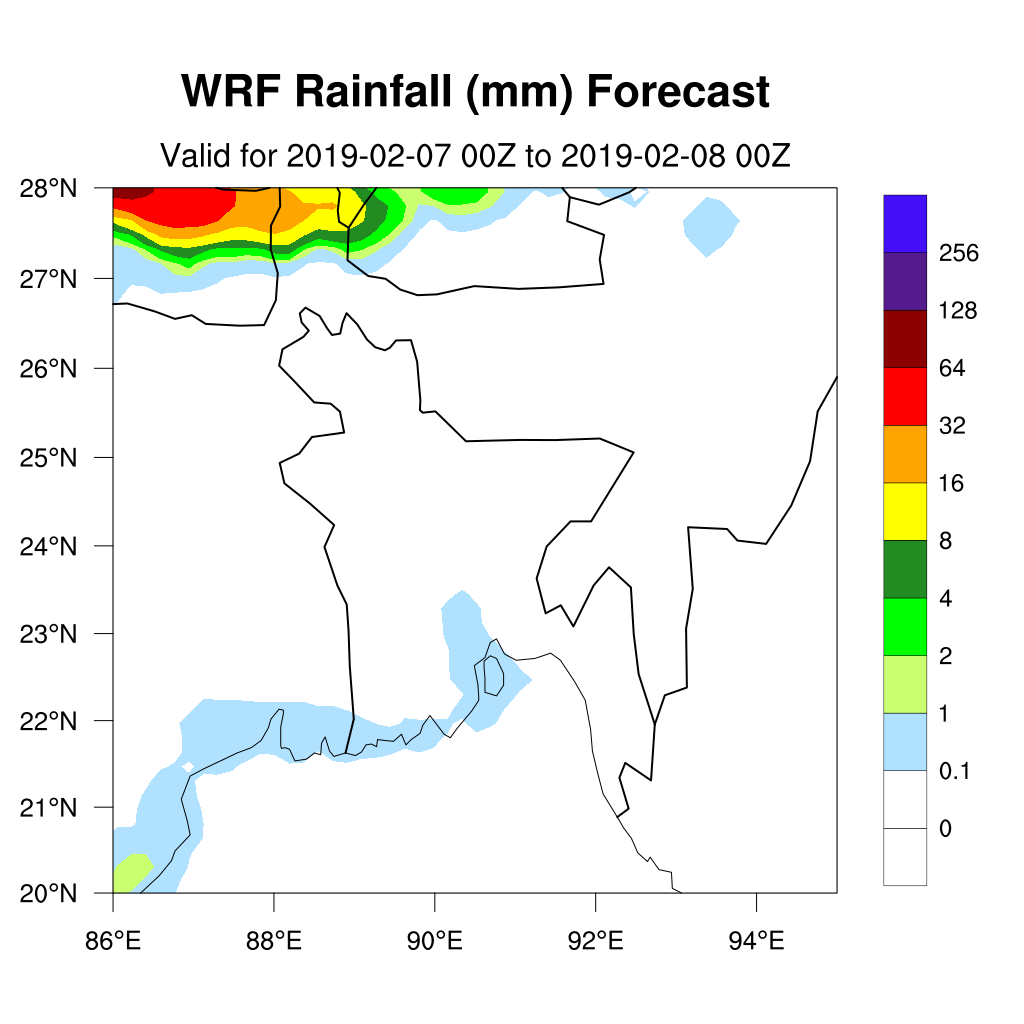 WRF Rainfall (mm) Forecast
Valid for 2019-02-07 00Z to 2019-02-08 00Z
28°N
27°N
26°N
25°N
24°N
23°N
22°N
21°N
20°N
86°E 88°E 90°E 92°E 94°E
256
128
64
32
16
8
4
2
1
0.1
0